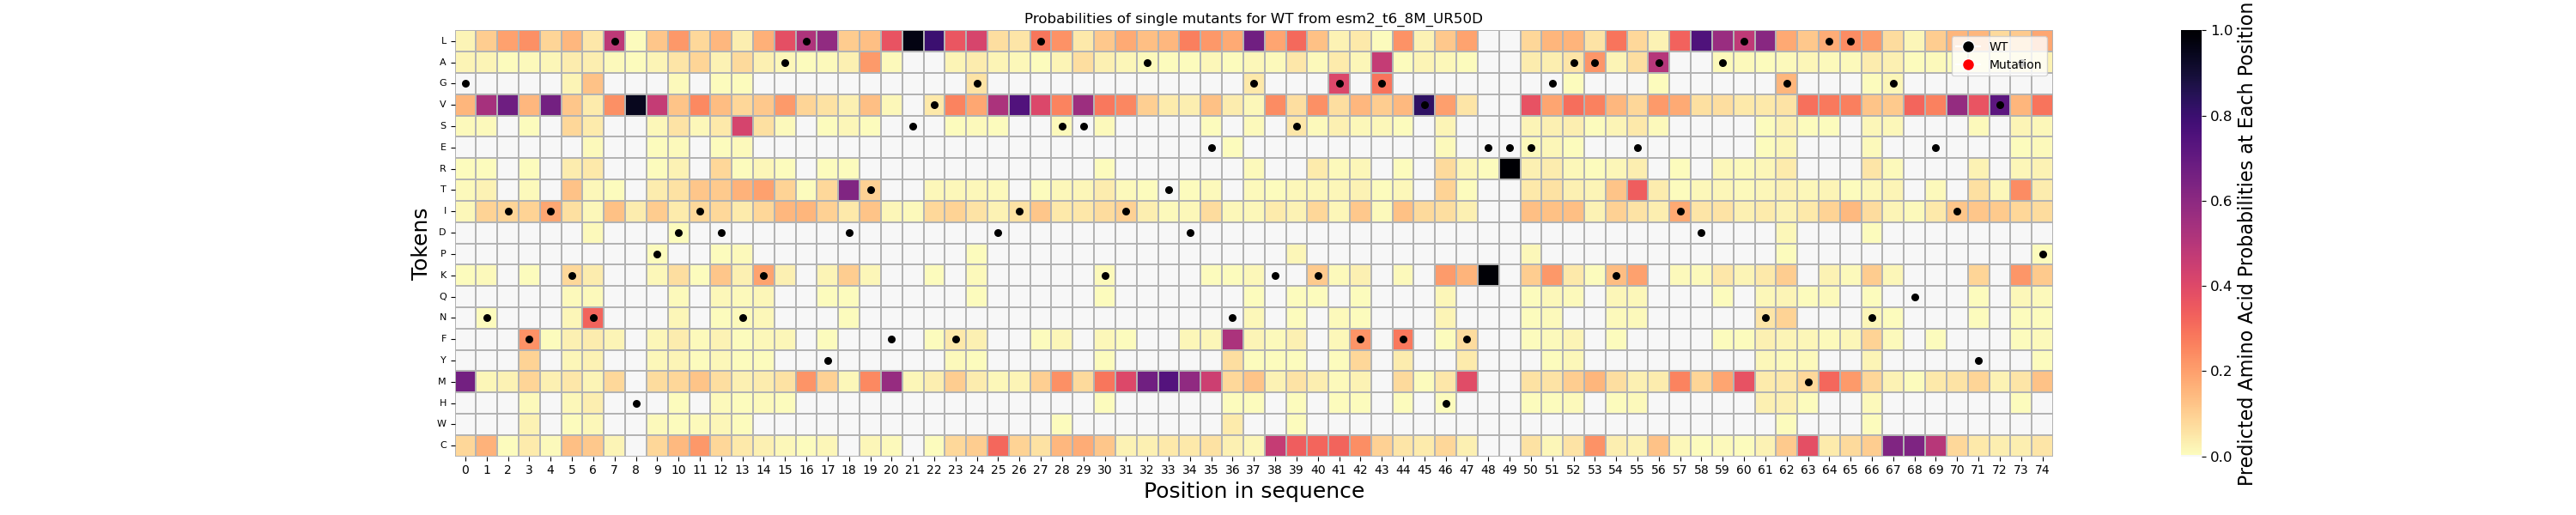 Probabilities of single mutants for WT from esm2_t6_8M_UR50D
Tokens
L
A
G
V
S
E
R
T
I
D
P
K
Q
N
F
Y
M
H
W
C
0 1 2 3 4 5 6 7 8 9 10 11 12 13 14 15 16 17 18 19 20 21 22 23 24 25 26 27 28 29 30 31 32 33 34 35 36 37 38 39 40 41 42 43 44 45 46 47 48 49 50 51 52 53 54 55 56 57 58 59 60 61 62 63 64 65 66 67 68 69 70 71 72 73 74
Position in sequence
WT
Mutation
1.0
0.8
0.6
0.4
0.2
0.0
Predicted Amino Acid Probabilities at Each Position